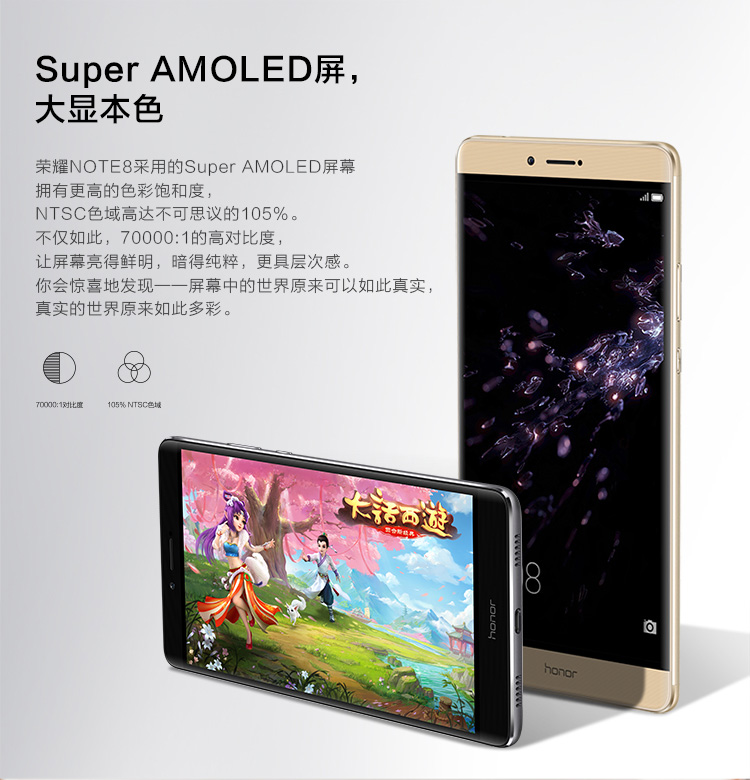 Super AMOLED屏，
大显本色
荣耀NOTE8采用的Super AMOLED屏幕
拥有更高的色彩饱和度，
NTSC色域高达不可思议的105%。
不仅如此，70000:1的高对比度，
让屏幕亮得鲜明，暗得纯粹，更具层次感。
你会惊喜地发现——屏幕中的世界原来可以如此真实，
真实的世界原来如此多彩。
70000:1对比度
105% NTSC色域
大话西遊
honor
honor